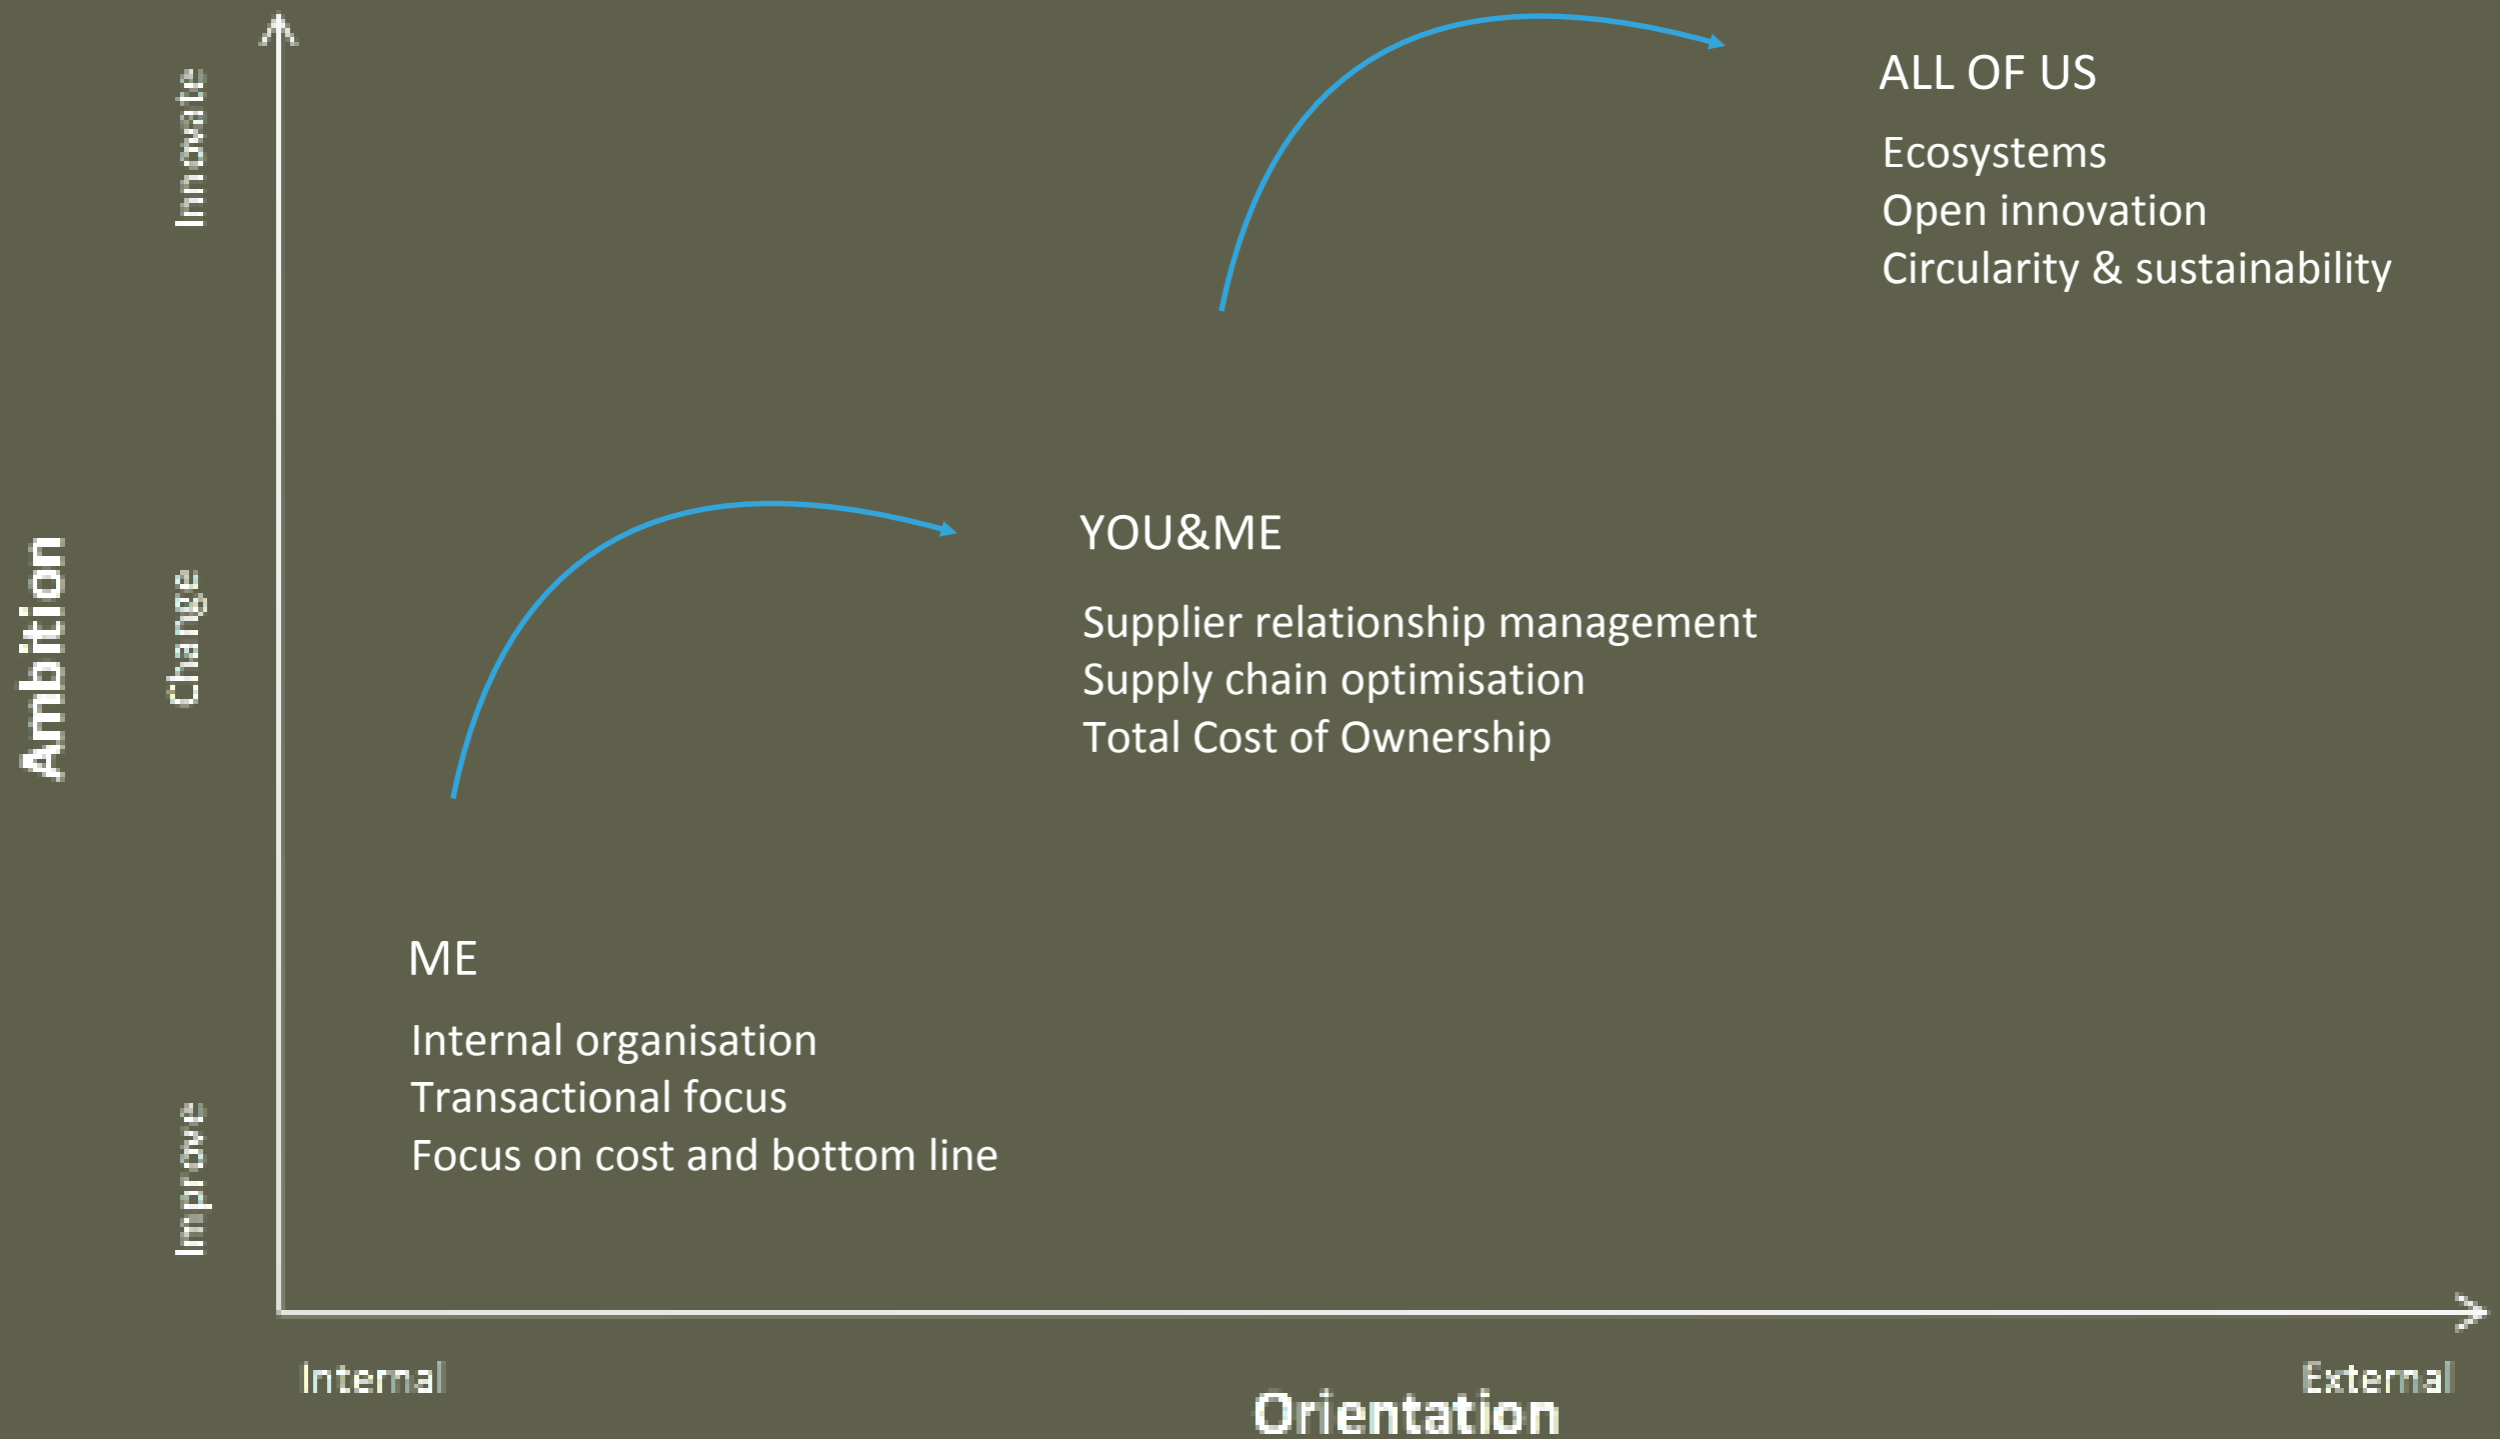 Innovate
ALL OF US
Ecosystems
Open innovation
Circularity & sustainability
Ambition
Change
YOU&ME
Supplier relationship management
Supply chain optimisation
Total Cost of Ownership
ME
Internal organisation
Transactional focus
Focus on cost and bottom line
Improve
Internal
External
Orientation